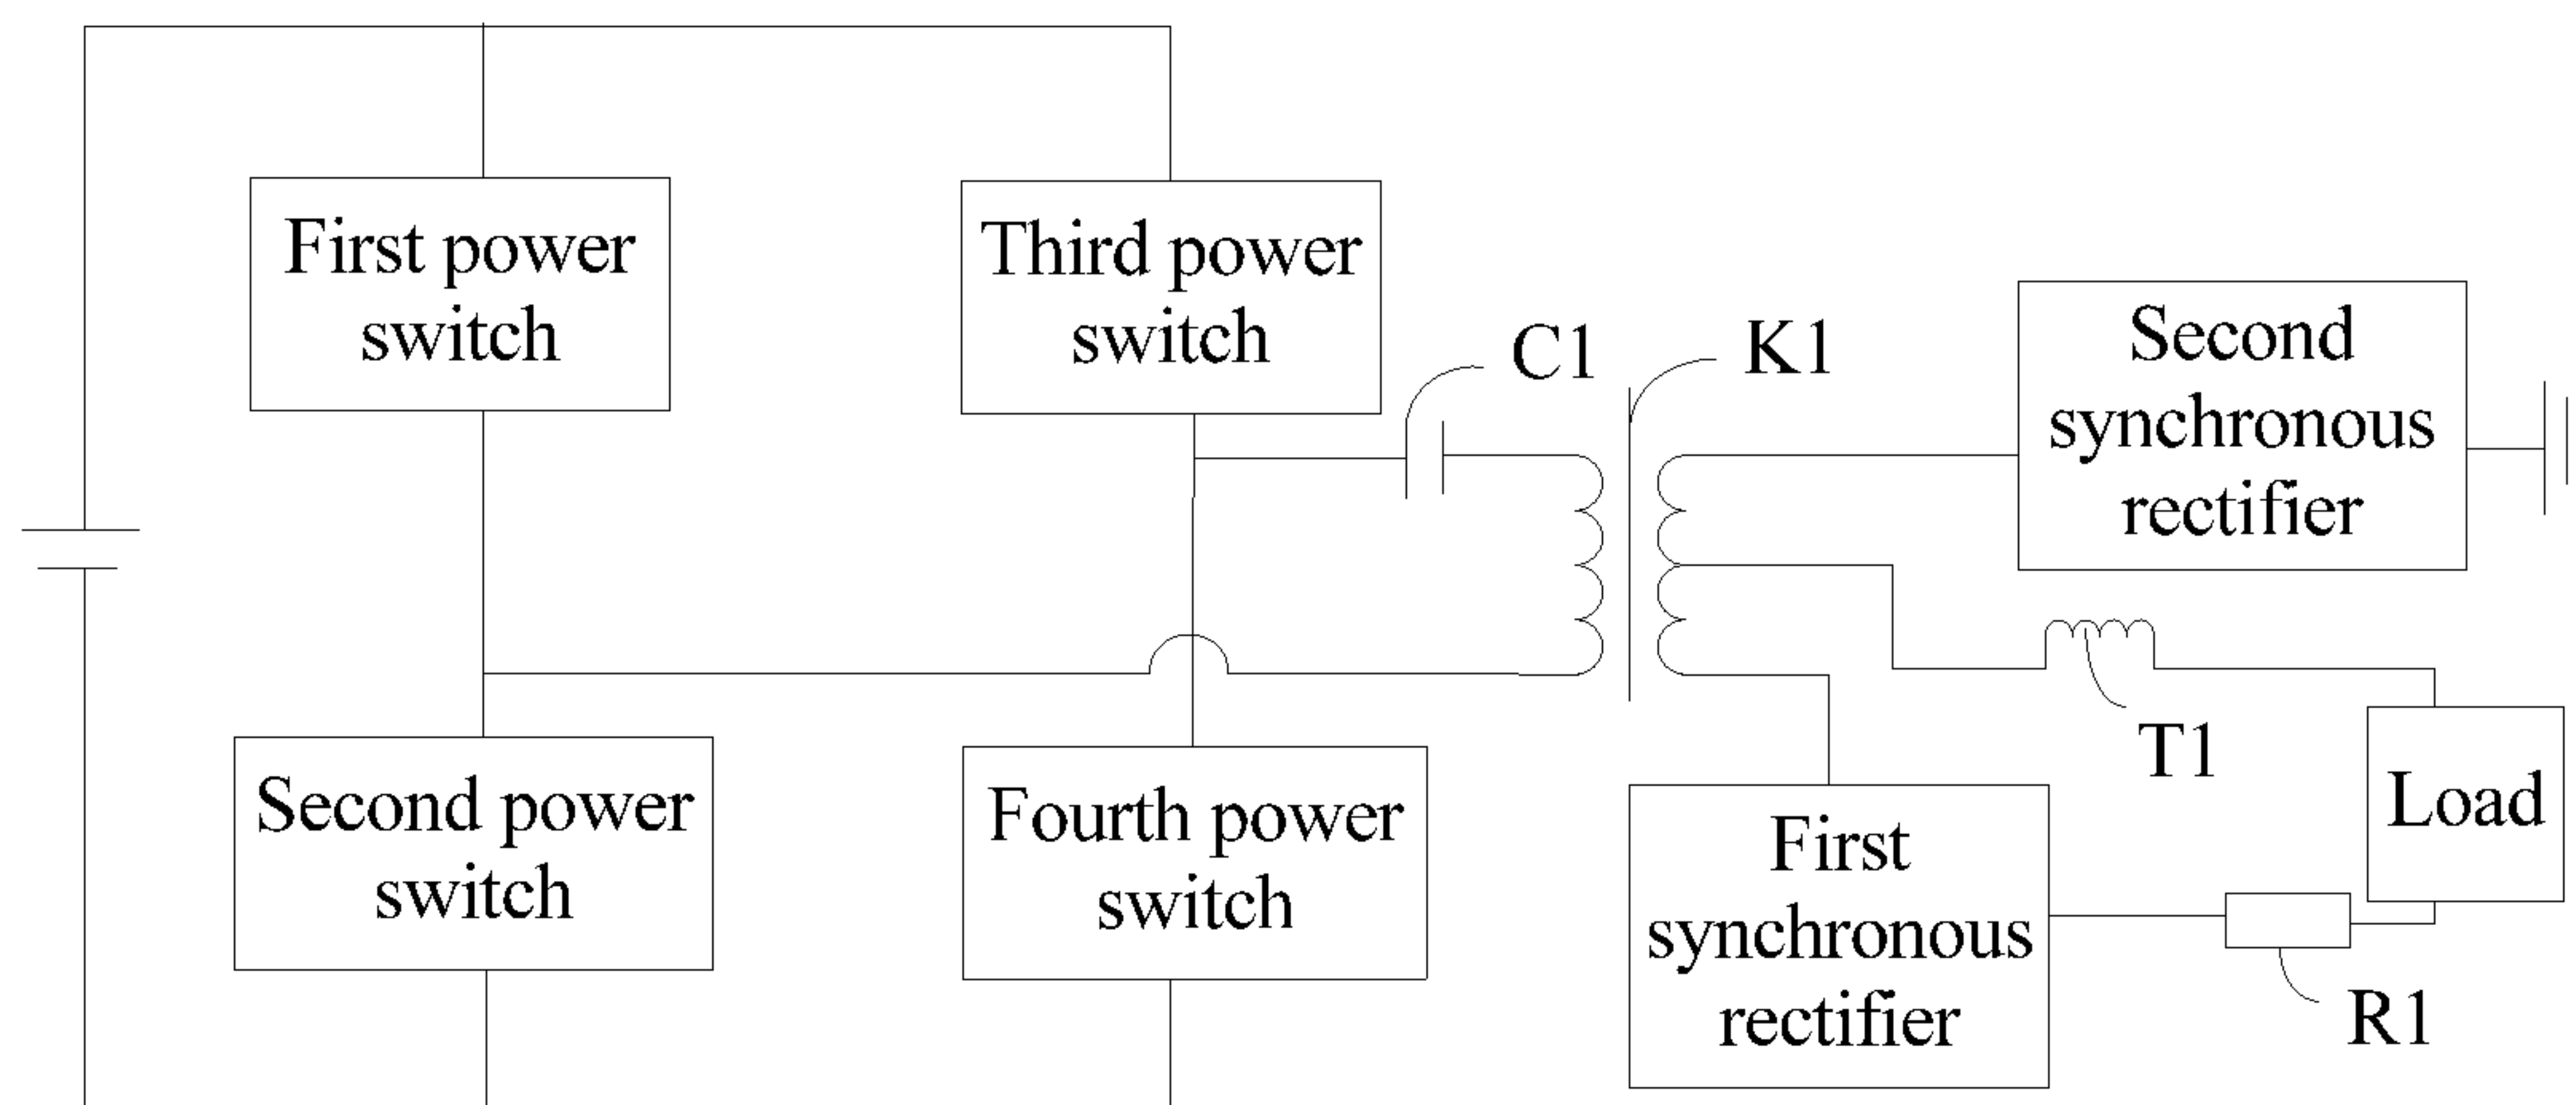 First power
switch
Third power
switch
C1
K1
Second
synchronous
rectifier
T1
Load
Second power
switch
Fourth power
switch
First
synchronous
rectifier
R1